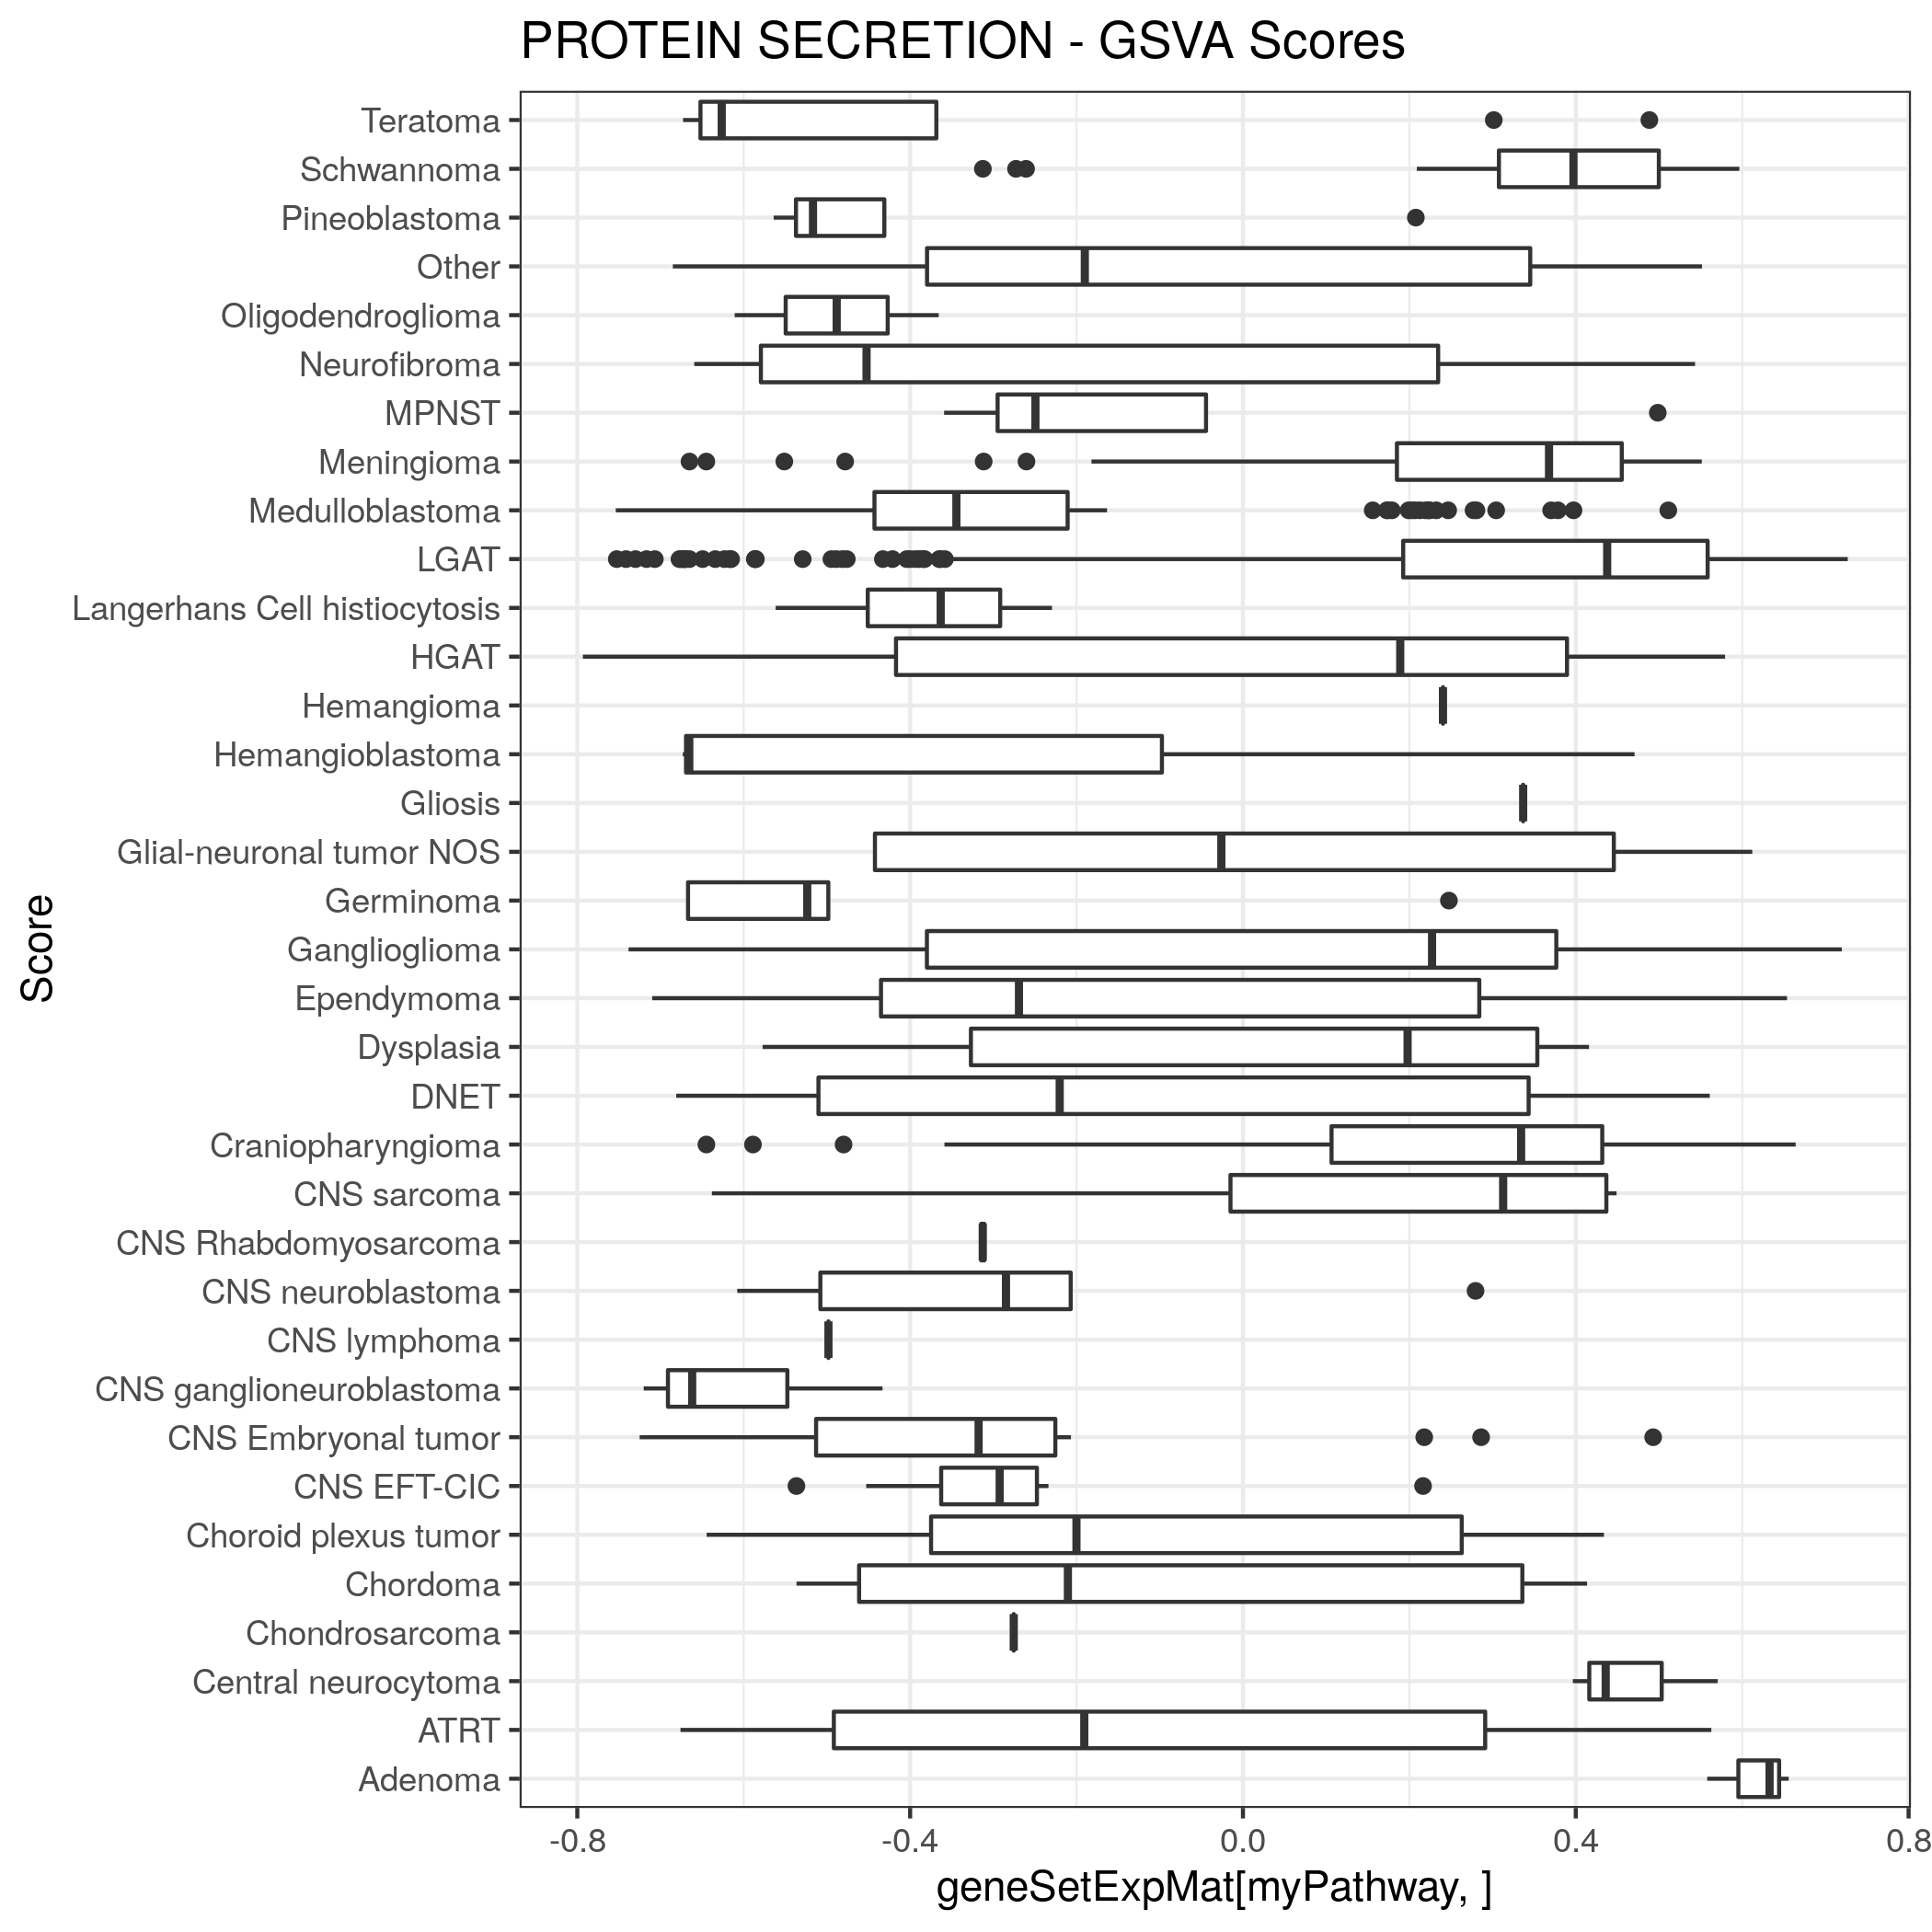 PROTEIN SECRETION - GSVA Scores
Teratoma
Schwannoma
Pineoblastoma
Other
Oligodendroglioma
Neurofibroma
MPNST
Meningioma
Medulloblastoma
LGAT
Langerhans Cell histiocytosis
HGAT
Hemangioma
Hemangioblastoma
Gliosis
Glial-neuronal tumor NOS
Germinoma
Ganglioglioma
Ependymoma
Dysplasia
DNET
Craniopharyngioma
CNS sarcoma
CNS Rhabdomyosarcoma
CNS neuroblastoma
CNS lymphoma
CNS ganglioneuroblastoma
CNS Embryonal tumor
CNS EFT-CIC
Choroid plexus tumor
Chordoma
Chondrosarcoma
Central neurocytoma
ATRT
Adenoma
Score
-0.8 -0.4 0.0 0.4 0.8
geneSetExpMat[myPathway, ]